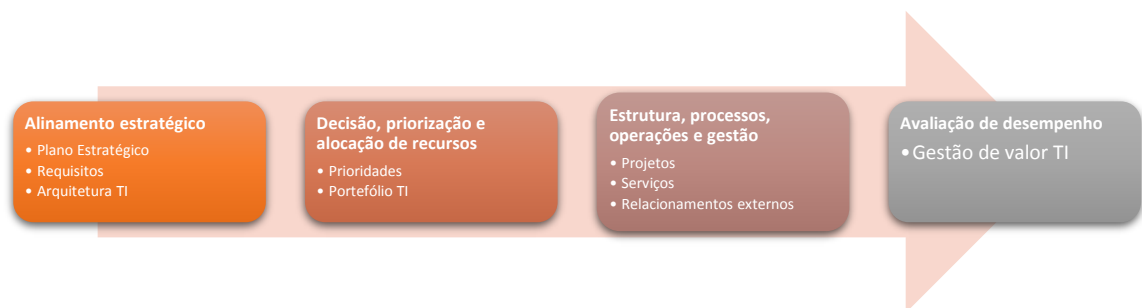 Alinamento estratégico
• Plano Estratégico
• Requisitos
• Arquitetura TI
Decisão, priorização e
alocação de recursos
• Prioridades
• Portefólio TI
Estrutura, processos,
operações e gestão
• Projetos
• Serviços
• Relacionamentos externos
Avaliação de desempenho
• Gestão de valor TI